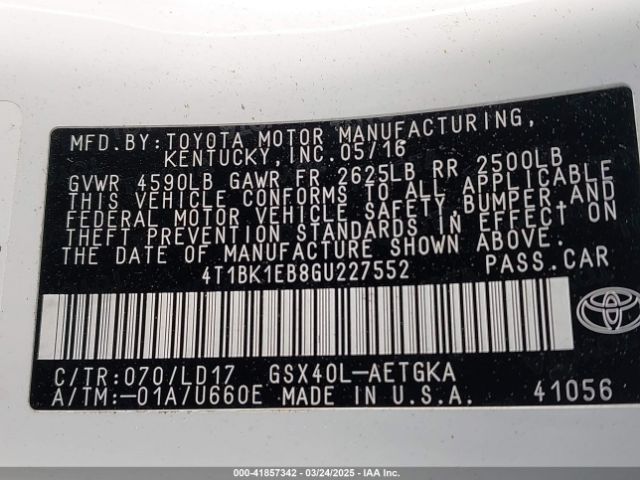 MFD.BY:TOYOTA MOTOR MANUFACTURING,
KENTUCKY,INC.05/16
GVWR 4590LB GAWR FR 2625LB RR 2500LB
THIS VEHICLE CONFORMS TO ALL APPLICABLE
FEDERAL MOTOR VEHICLE SAFETY,BUMPER,AND
THEFT PREVENTION STANDARDS IN EFFECT ON
THE DATE OF MANUFACTURE SHOWN ABOVE.
4T1BK1EB8GU227552 PASS.CAR
C/TR:070/LD17 GSX40L-AETGKA
A/TM:-01A/U660E MADE IN U.S.A. 41056
© - 41857342 - 03/24/2025 - IAA Inc.